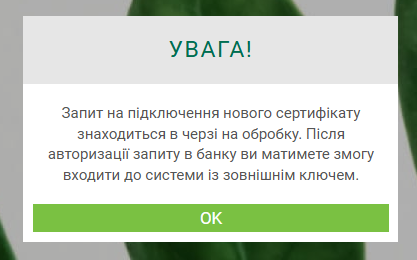 УВАГА!
Запит на підключення нового сертифікату
знаходиться в черзі на обробку. Після
авторизації запиту в банку ви матимете змогу
входити до системи із зовнішнім ключем.
ОК